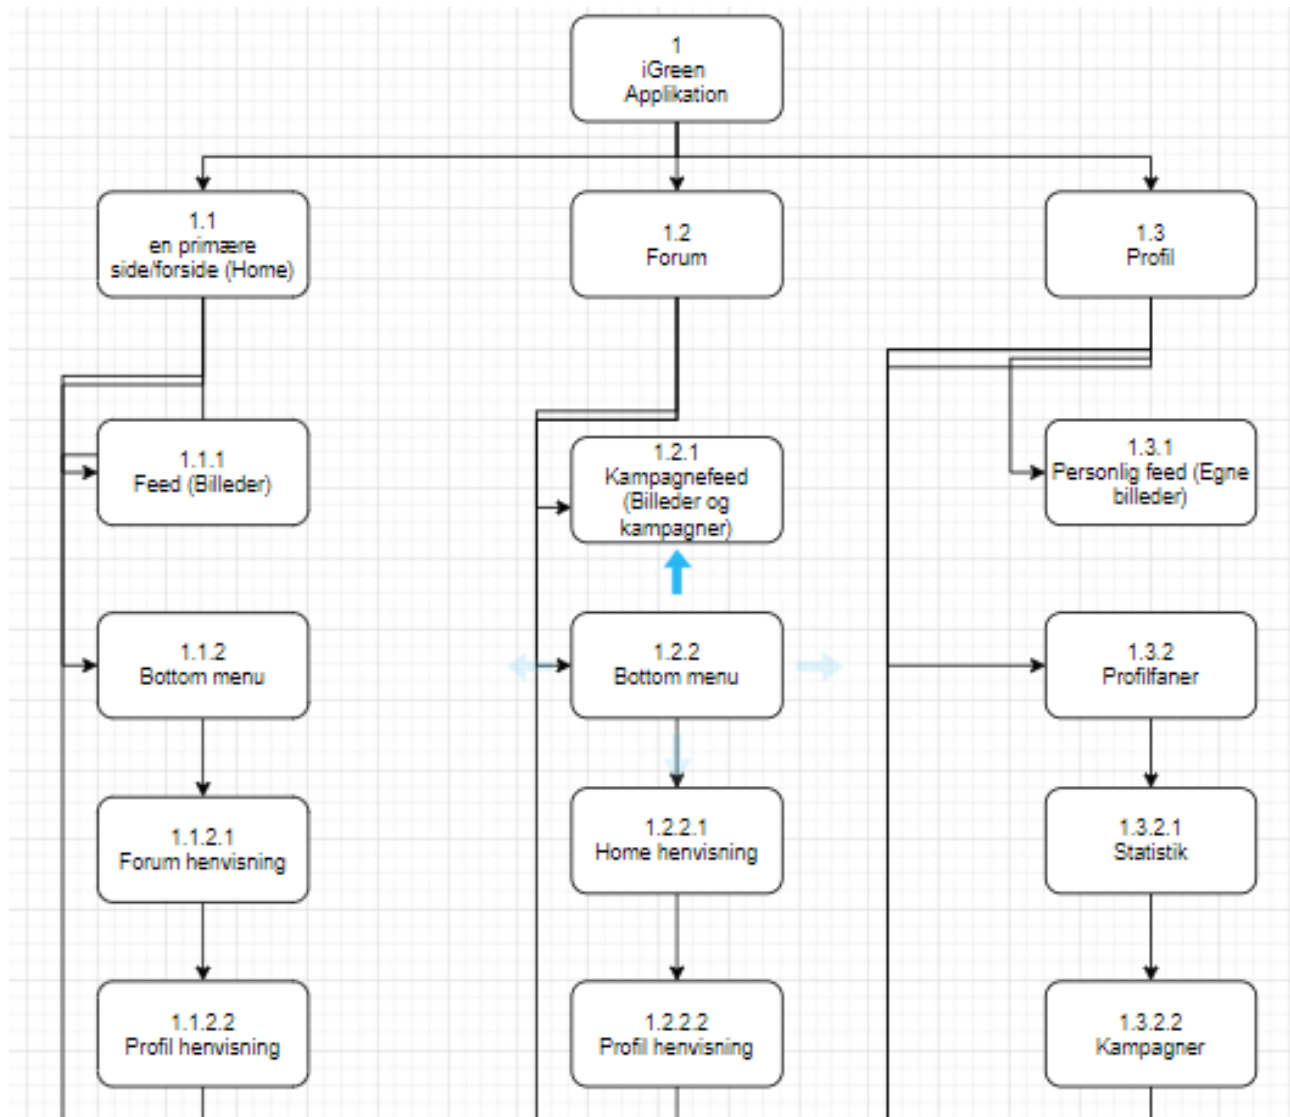 1
iGreen
Applikation
1.1
en primære
side/forside (Home)
1.2
Forum
1.3
Profil
1.1.1
Feed (Billeder)
1.2.1
Kampagnefeed
(Billeder og
kampagner)
1.3.1
Personlig feed (Egne
billeder)
1.1.2
Bottom menu
1.2.2
Bottom menu
1.3.2
Profilfaner
1.1.2.1
Forum henvisning
1.2.2.1
Home henvisning
1.3.2.1
Statistik
1.1.2.2
Profil henvisning
1.2.2.2
Profil henvisning
1.3.2.2
Kampagner